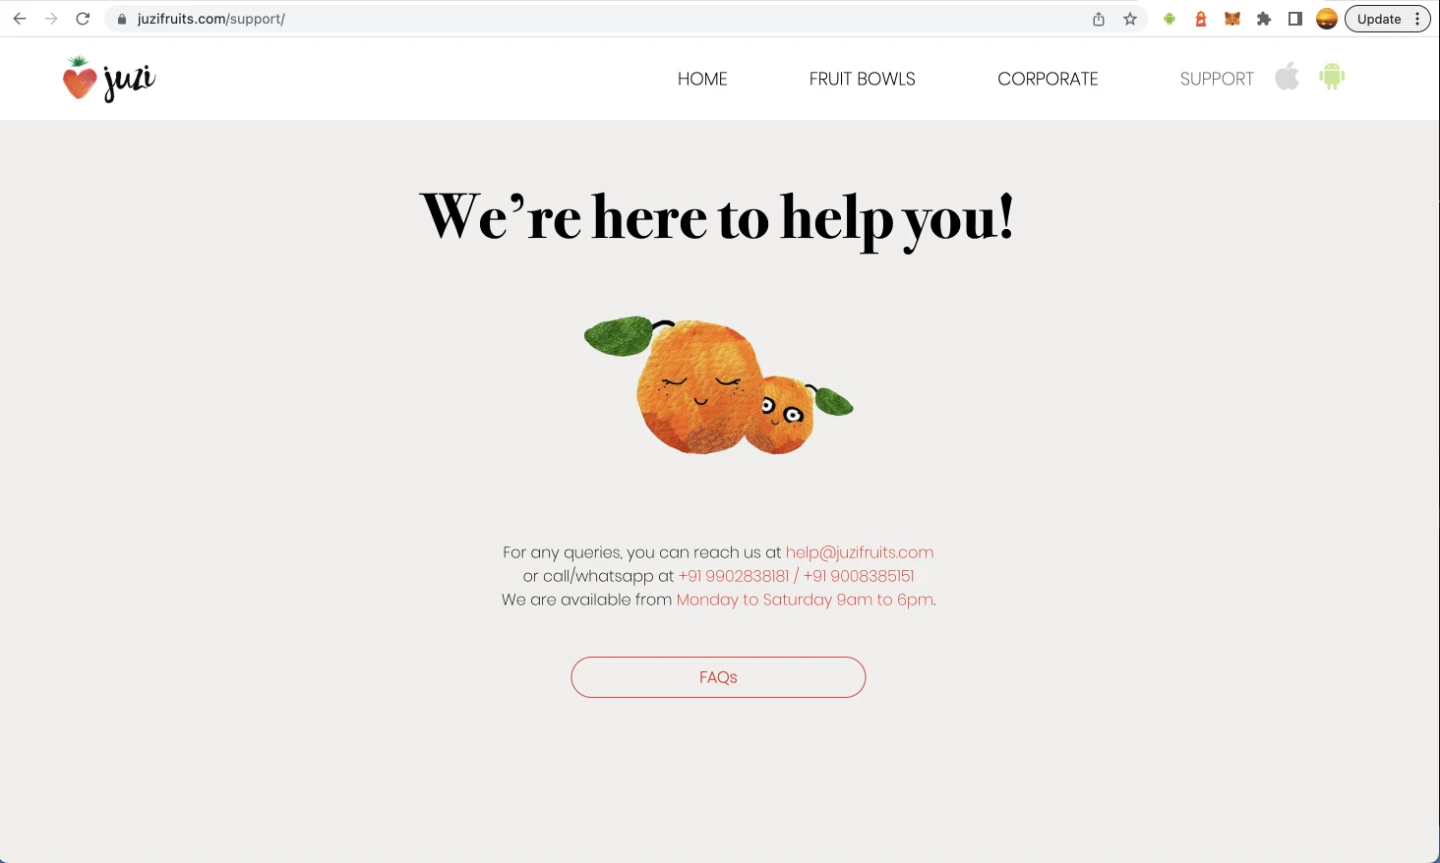 juzifruits.com/support/
Update
juzi
HOME
FRUIT BOWLS
CORPORATE
SUPPORT
We’re here to help you!
For any queries, you can reach us at help@juzifruits.com
or call/whatsapp at +91 9902838181 / +91 9008385151
We are available from Monday to Saturday 9am to 6pm.
FAQs